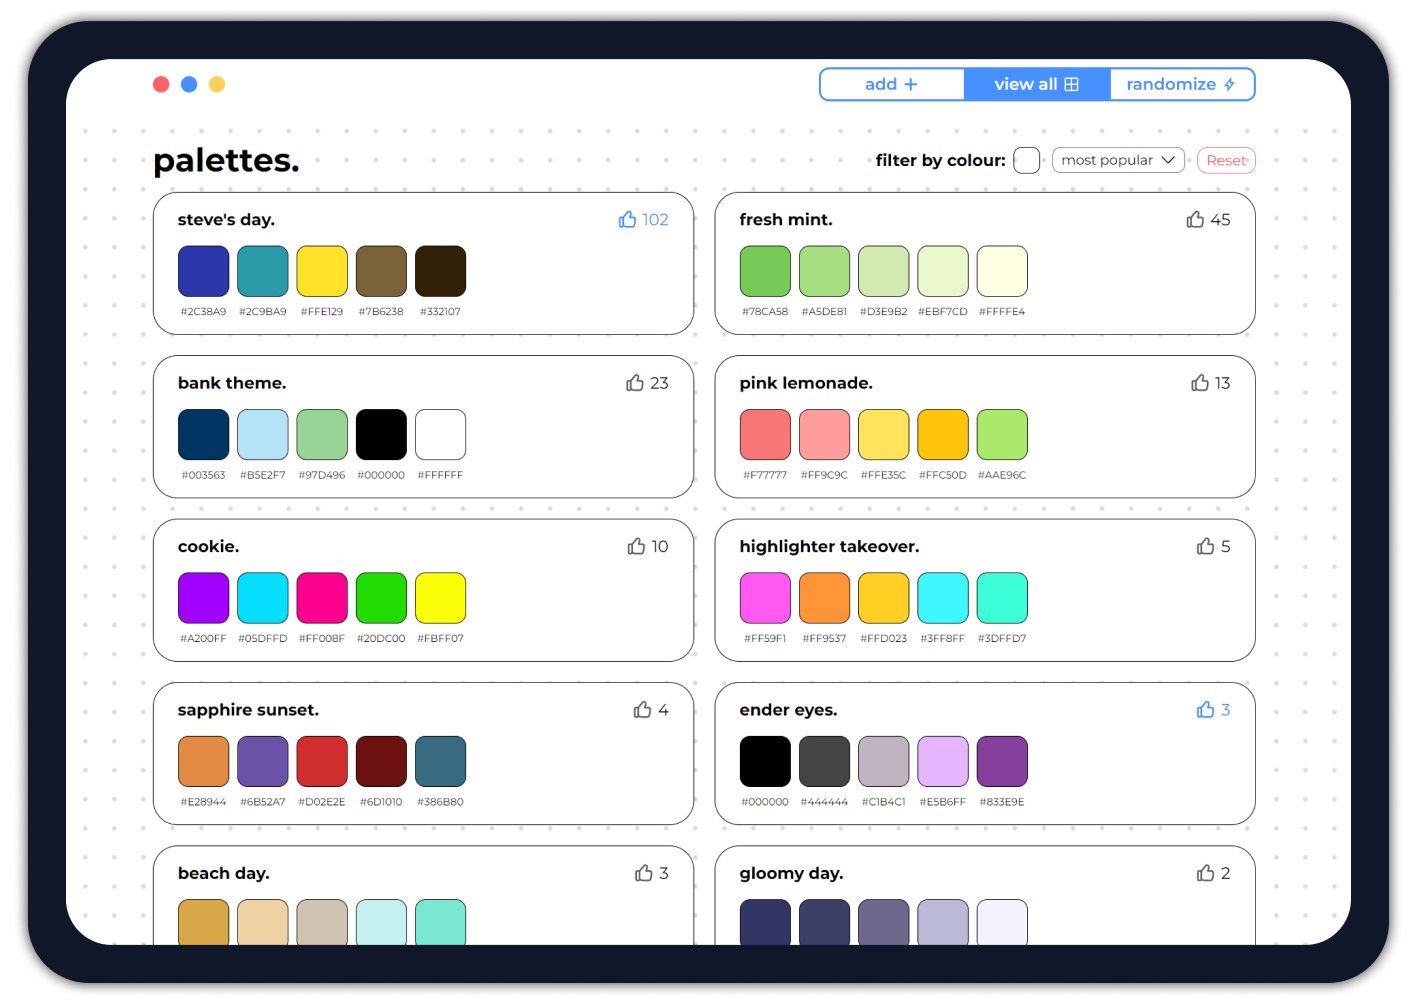 add
view all
randomize
palettes.
filter by colour:
most popular
Reset
steve's day.
102
#2C38A9 #2C9BA9 #FFE129 #7B6238 #332107
fresh mint.
45
#78CA58 #A5DE81 #D3E9B2 #EBF7CD #FFFFE4
bank theme.
23
#003563 #B5E2F7 #97D496 #000000 #FFFFFF
pink lemonade.
13
#F77777 #FF9C9C #FFE35C #FFC50D #AAE96C
cookie.
10
#A200FF #05DFFD #FF008F #20DC00 #FBFF07
highlighter takeover.
5
#FF59F1 #FF9537 #FFD023 #3FF8FF #3DFFD7
sapphire sunset.
4
#E28944 #6B52A7 #D02E2E #6D1010 #386B80
ender eyes.
3
#000000 #444444 #C1B4C1 #E5B6FF #833E9E
beach day.
3
gloomy day.
2